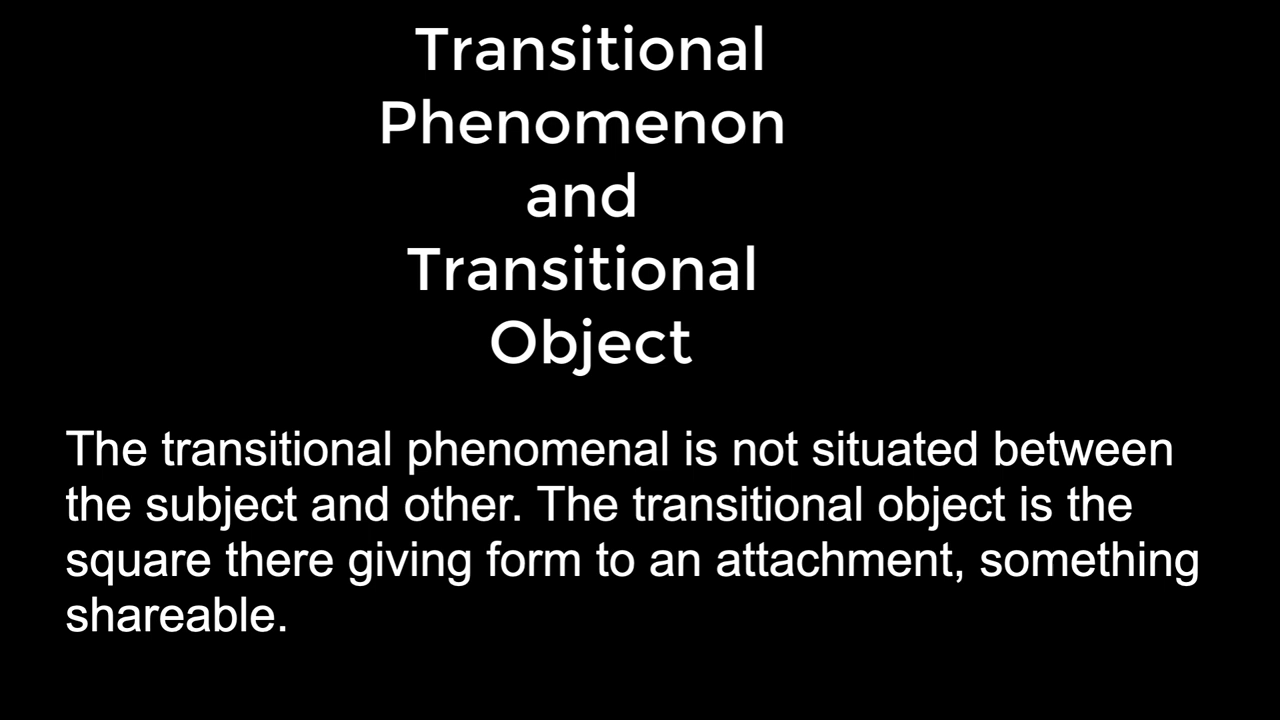 Transitional
Phenomenon
and
Transitional
Object
The transitional phenomenal is not situated between
the subject and other. The transitional object is the
square there giving form to an attachment, something
shareable.